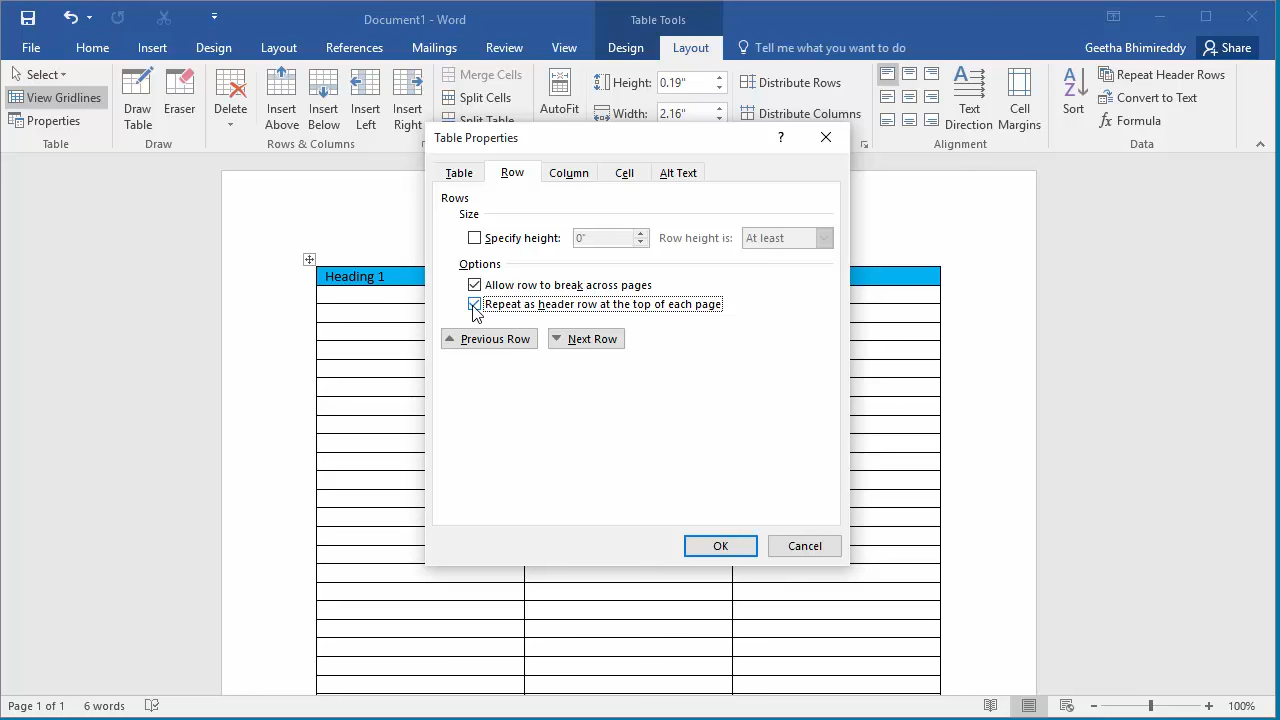 Document1 - Word
Table Tools
File Home Insert Design Layout References Mailings Review View Design Layout Tell me what you want to do Geetha Bhimireddy Share
Select
View Gridlines
Properties
Table
Draw
Table
Eraser
Draw
Delete
Insert
Above
Insert
Below
Insert
Left
Insert
Right
Rows & Columns
Merge Cells
Split Cells
Split Table
AutoFit
Height: 0.19"
Width: 2.16"
Distribute Rows
Distribute Columns
Text
Direction
Cell
Margins
Alignment
Sort
Repeat Header Rows
Convert to Text
fx Formula
Data
Table Properties
?
Table Row Column Cell Alt Text
Rows
Size
Specify height: 0" Row height is: At least
Options
Allow row to break across pages
Repeat as header row at the top of each page
Previous Row Next Row
OK Cancel
Heading 1
Page 1 of 1 6 words 100%